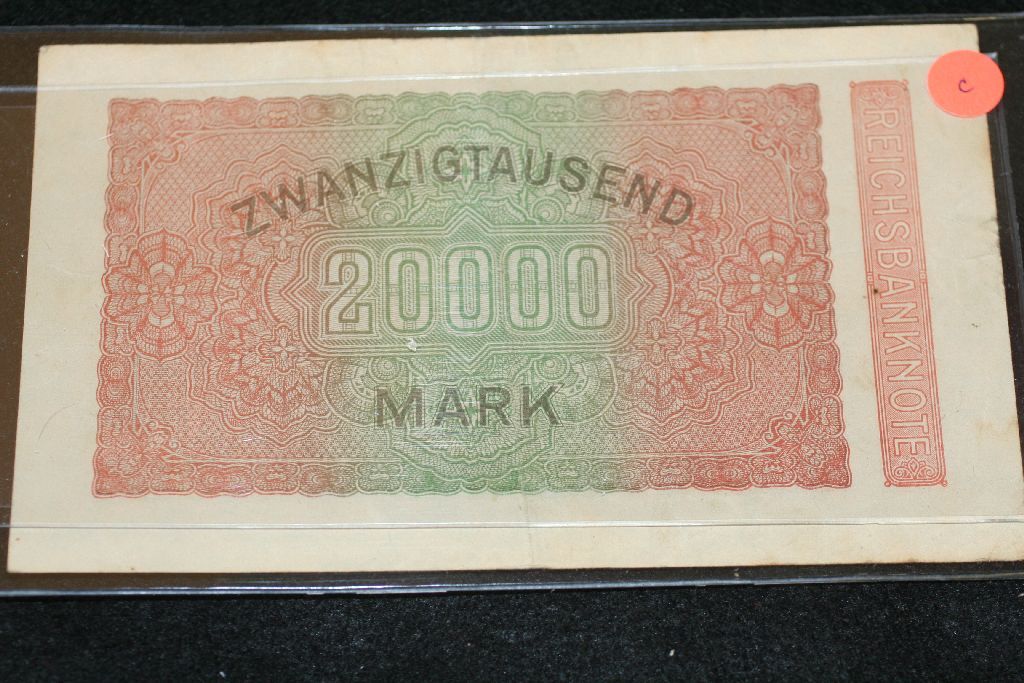 ZWANZIGTAUSEND
20000
MARK
REICHSBANKNOTE
C